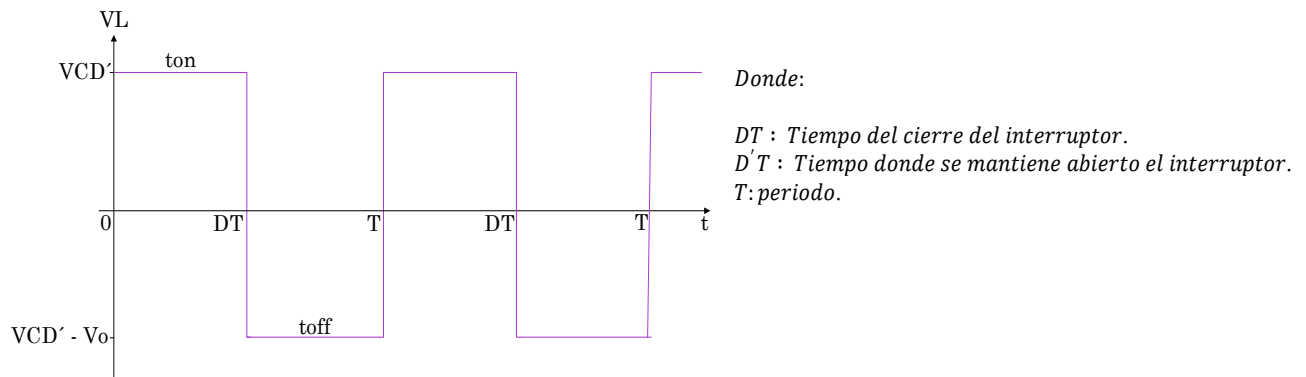 VL
VCD´
ton
Donde:
DT : Tiempo del cierre del interruptor.
D'T : Tiempo donde se mantiene abierto el interruptor.
T: periodo.
0
DT
T
DT
T
t
VCD´ - Vo
toff